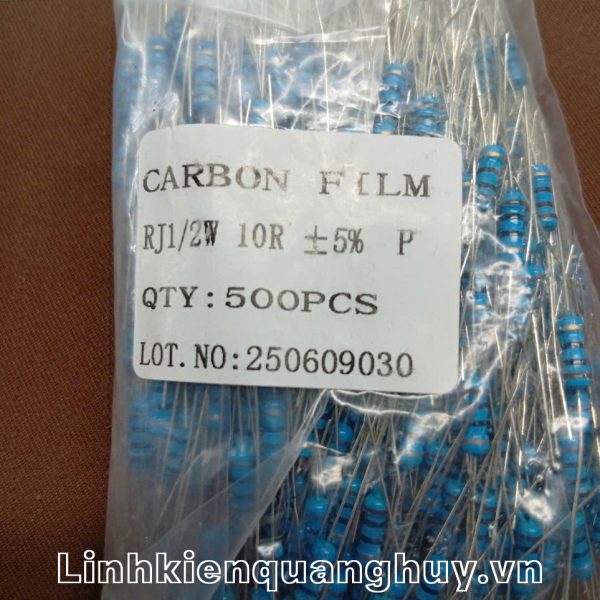 CARBON FILM
RJ1/2W 10R ±5% P
QTY:500PCS
LOT.NO:250609030
Linhkienquanghuy.vn